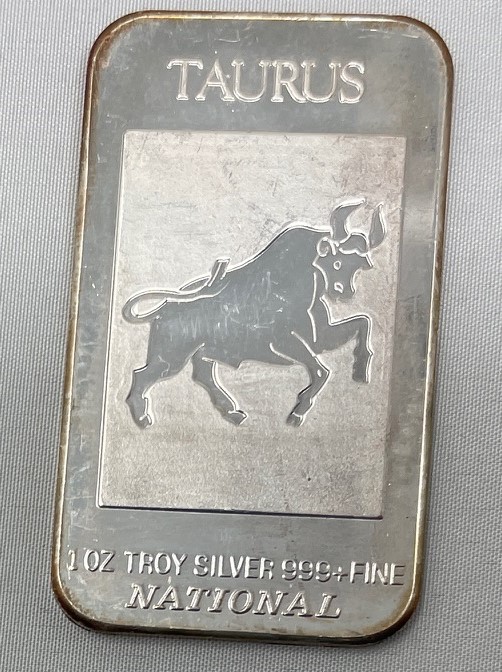 TAURUS
1 OZ TROY SILVER 999+FINE
NATIONAL